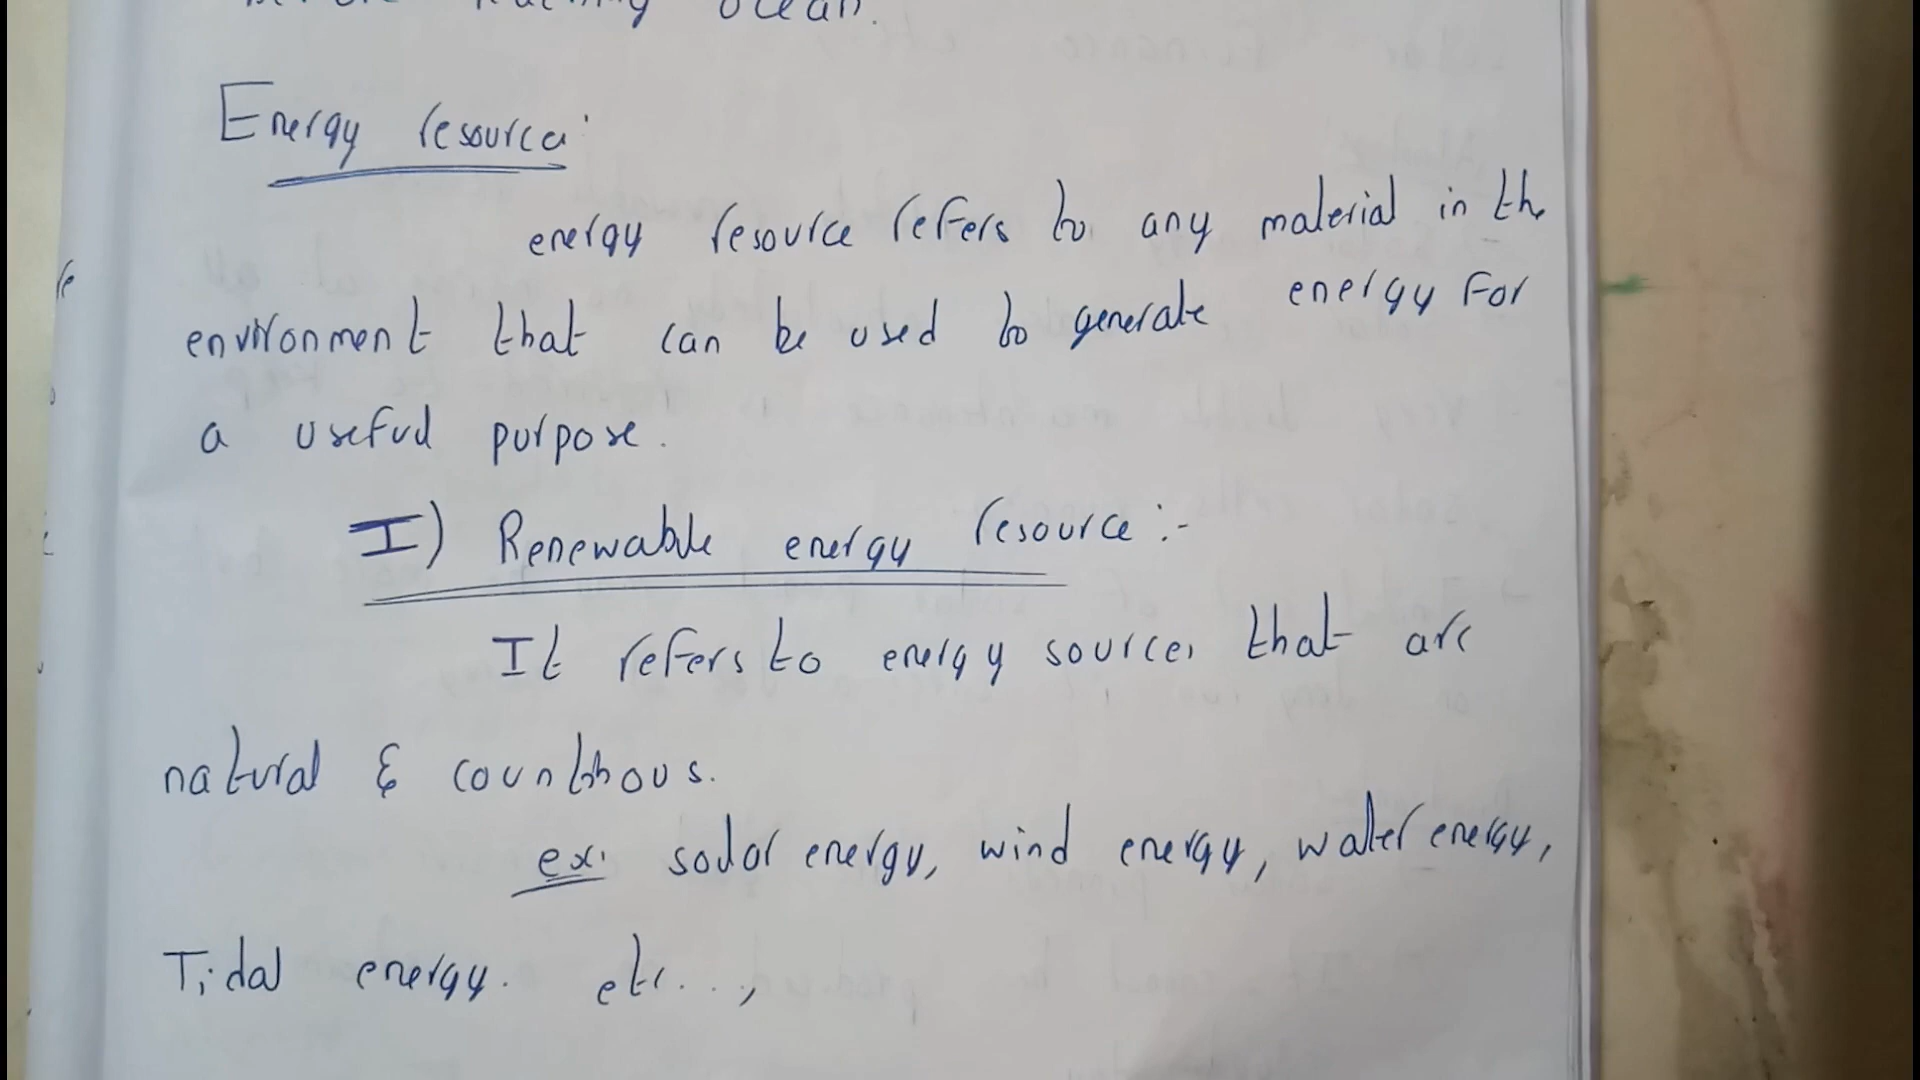 ocean.
Energy resource:
energy resource refers to any material in the
environment that can be used to generate energy for
a useful purpose.
I) Renewable energy resource :-
It refers to energy sources that are
natural & countinous.
ex: solar energy, wind energy, water energy,
Tidal energy. etc...,